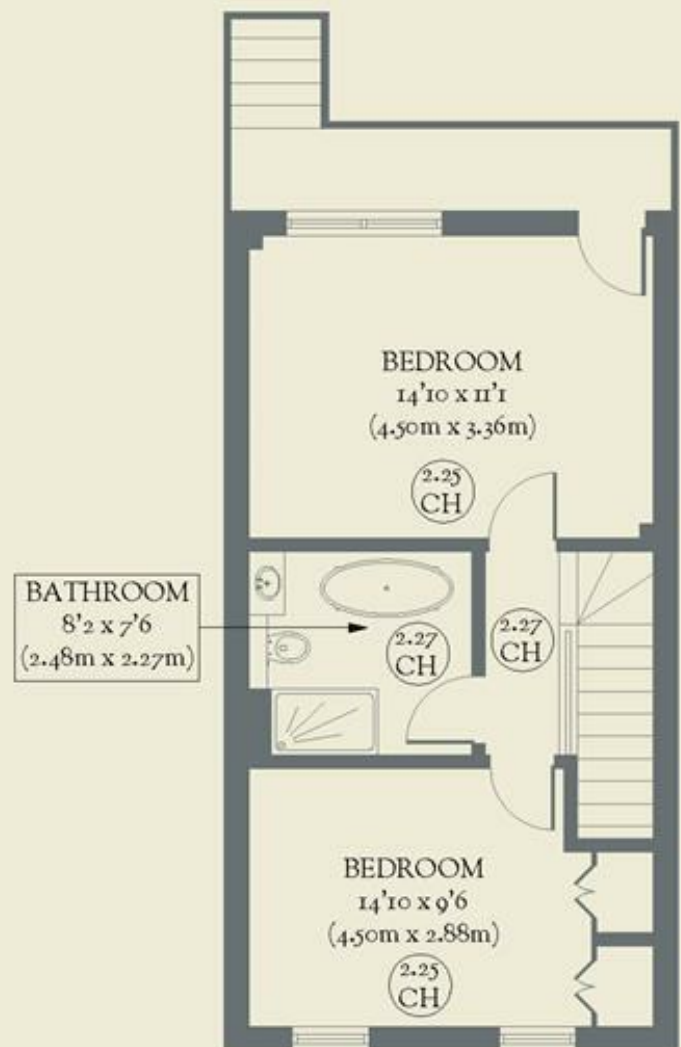 BEDROOM
14'10 x 11'1
(4.50m x 3.36m)
2.25
CH
BATHROOM
8'2 x 7'6
(2.48m x 2.27m)
2.27
CH
2.27
CH
BEDROOM
14'10 x 9'6
(4.50m x 2.88m)
2.25
CH